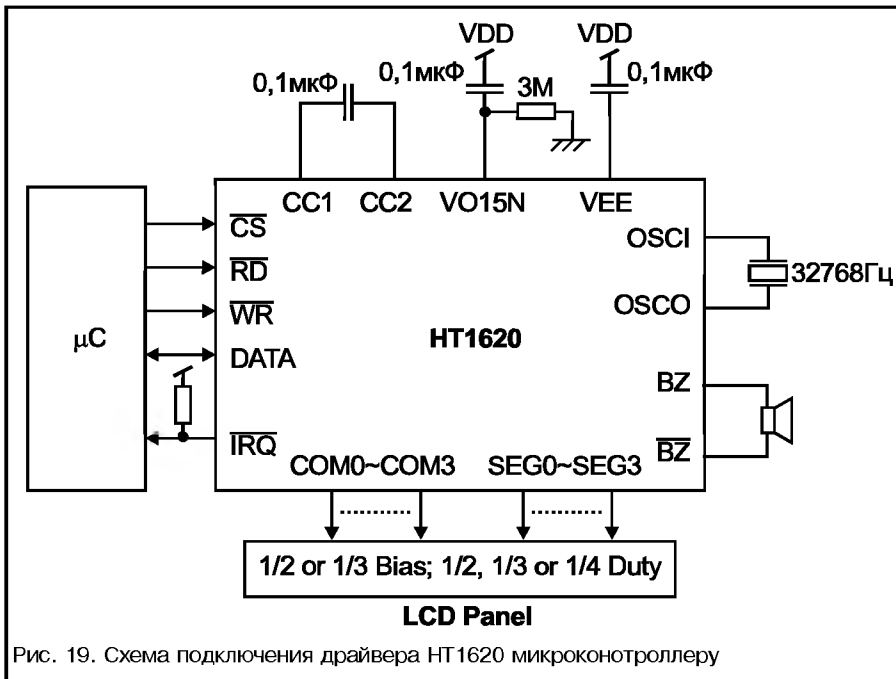 VDD VDD
0,1мкФ 0,1мкФ 0,1мкФ
3М
CC1 CC2 VO15N VEE
CS
RD
WR
DATA
IRQ
μC
HT1620
OSCI
OSCO
32768Гц
BZ
BZ
COM0~COM3 SEG0~SEG3
1/2 or 1/3 Bias; 1/2, 1/3 or 1/4 Duty
LCD Panel
Рис. 19. Схема подключения драйвера HT1620 микроконотроллеру